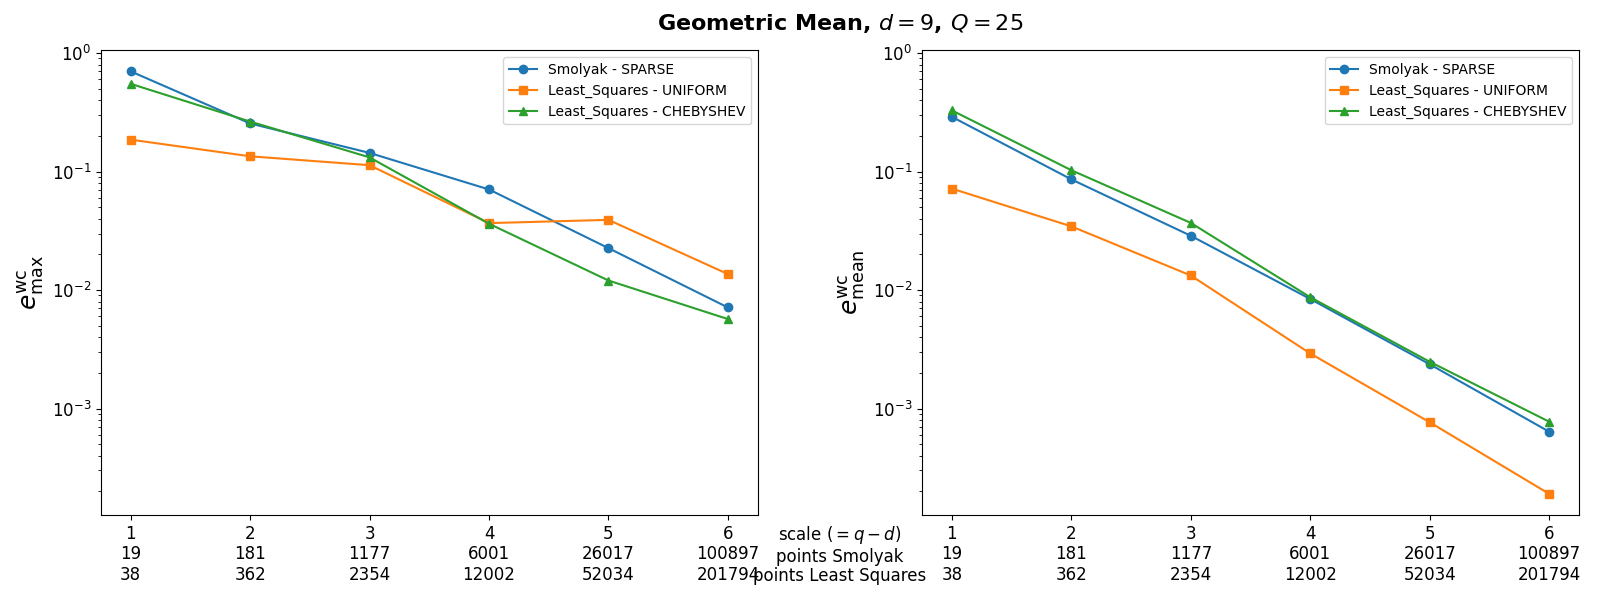 Geometric Mean, d = 9, Q = 25
10^0
10^-1
10^-2
10^-3
e^wc_max
Smolyak - SPARSE
Least_Squares - UNIFORM
Least_Squares - CHEBYSHEV
1 2 3 4 5 6
19 181 1177 6001 26017 100897
38 362 2354 12002 52034 201794
scale (= q − d)
points Smolyak
points Least Squares
10^0
10^-1
10^-2
10^-3
e^wc_mean
Smolyak - SPARSE
Least_Squares - UNIFORM
Least_Squares - CHEBYSHEV
1 2 3 4 5 6
19 181 1177 6001 26017 100897
38 362 2354 12002 52034 201794